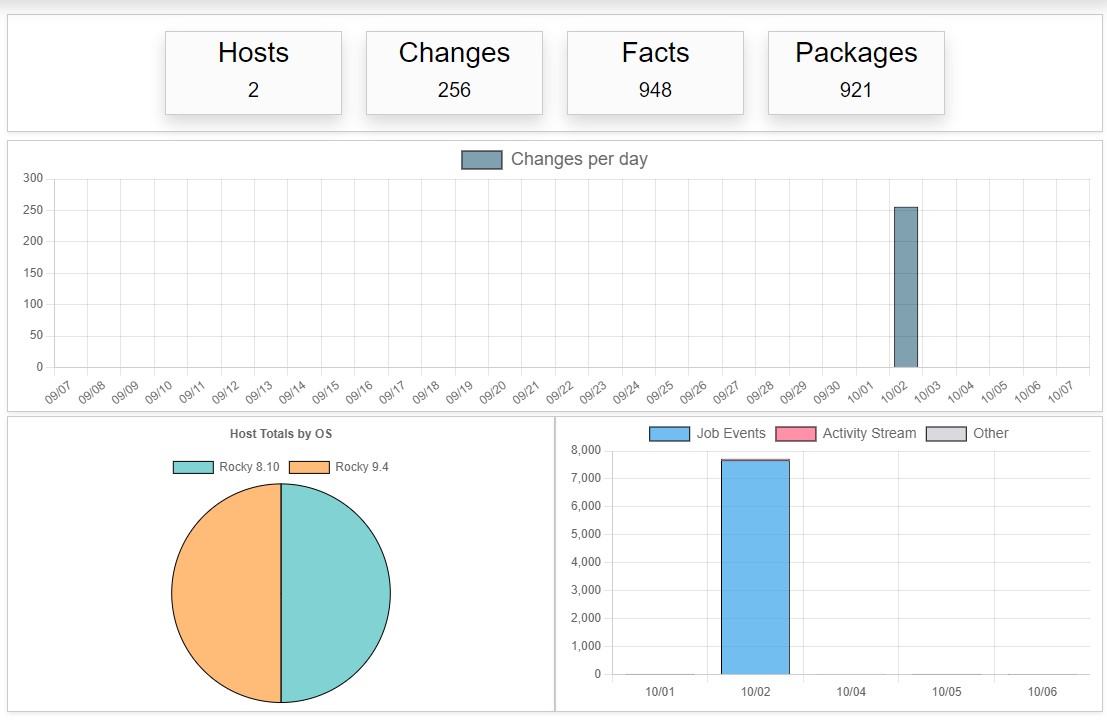 Hosts Changes Facts Packages
2 256 948 921
Changes per day
300
250
200
150
100
50
0
09/07 09/08 09/09 09/10 09/11 09/12 09/13 09/14 09/15 09/16 09/17 09/18 09/19 09/20 09/21 09/22 09/23 09/24 09/25 09/26 09/27 09/28 09/29 09/30 10/01 10/02 10/03 10/04 10/05 10/06 10/07
Host Totals by OS
Rocky 8.10 Rocky 9.4
Job Events Activity Stream Other
8,000
7,000
6,000
5,000
4,000
3,000
2,000
1,000
0
10/01 10/02 10/04 10/05 10/06